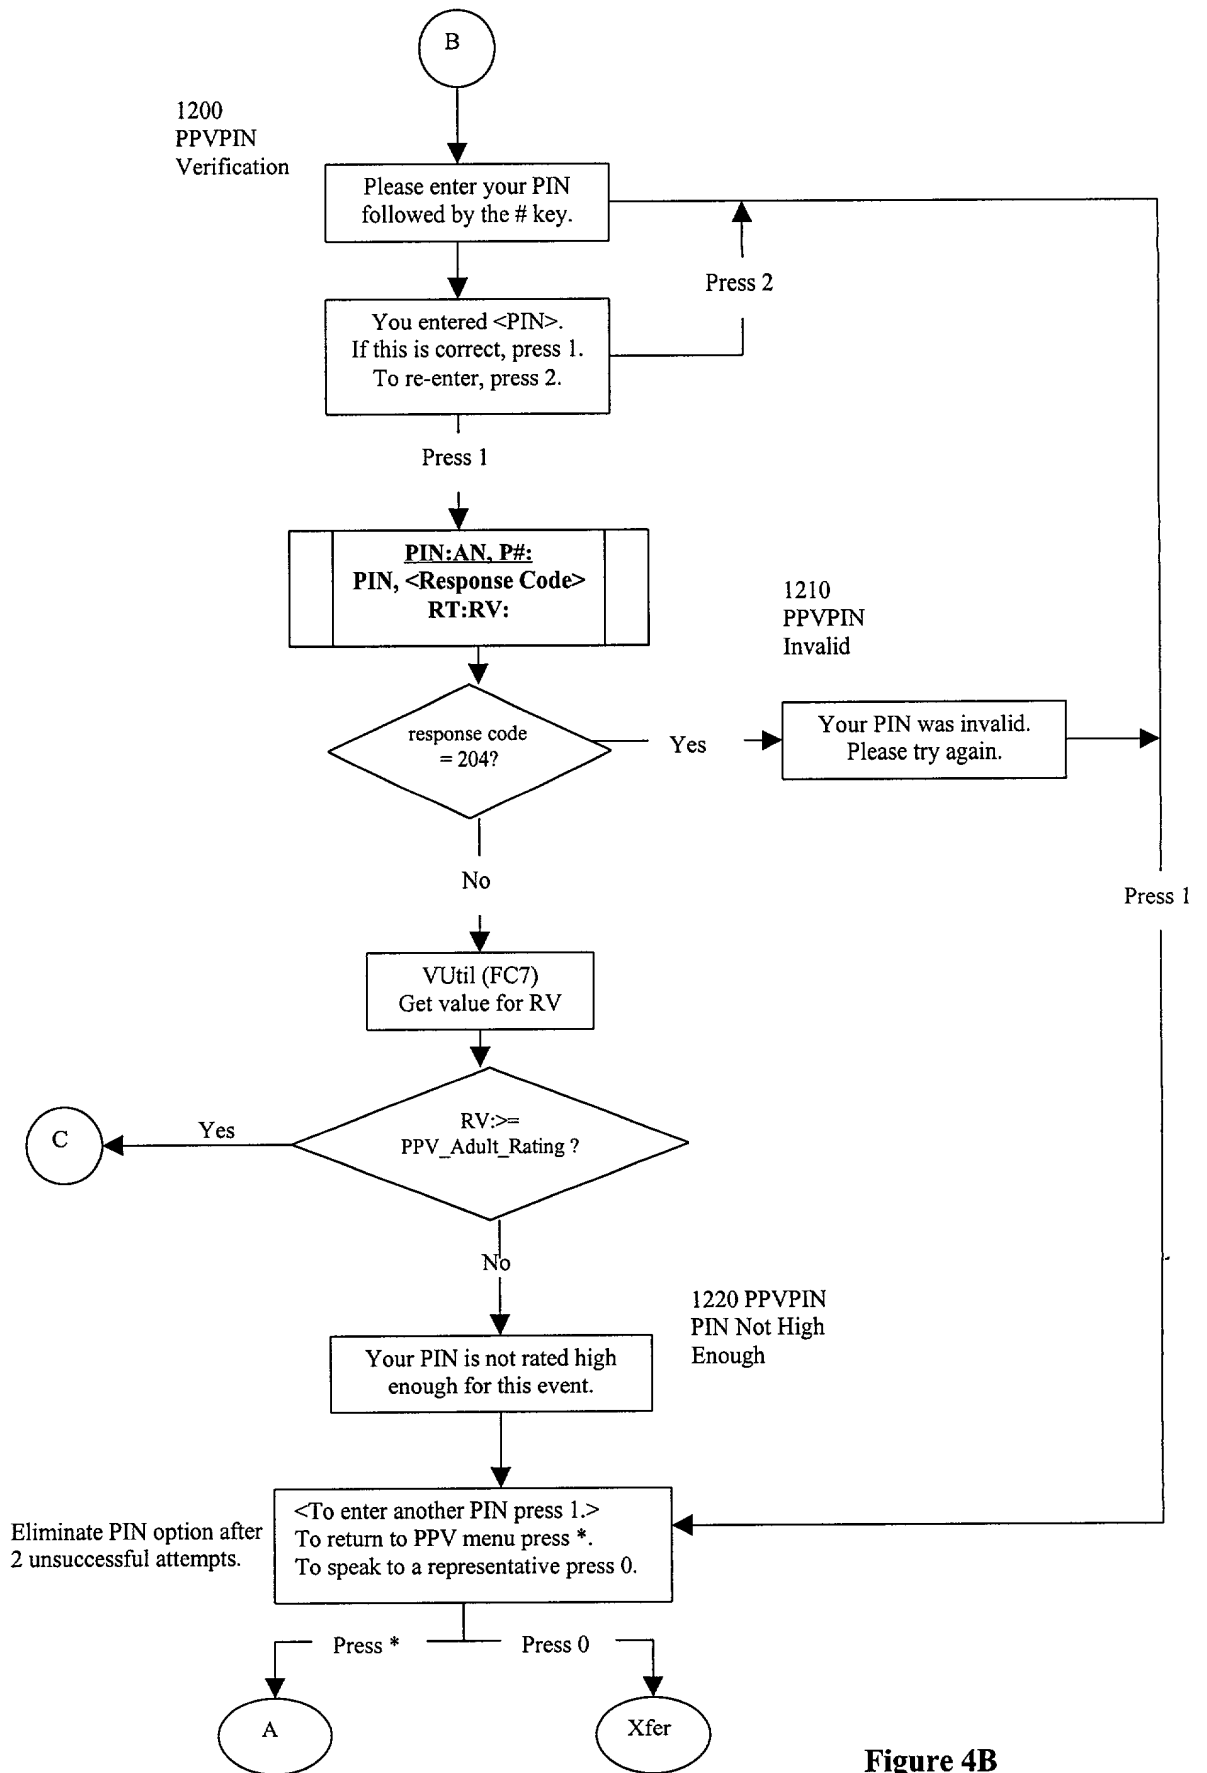 B
1200
PPVPIN
Verification
Please enter your PIN
followed by the # key.
Press 2
You entered <PIN>.
If this is correct, press 1.
To re-enter, press 2.
Press 1
PIN:AN, P#:
PIN, <Response Code>
RT:RV:
1210
PPVPIN
Invalid
response code
= 204?
Yes
Your PIN was invalid.
Please try again.
No
Press 1
VUtil (FC7)
Get value for RV
RV:>=
PPV_Adult_Rating ?
Yes
C
No
1220 PPVPIN
PIN Not High
Enough
Your PIN is not rated high
enough for this event.
Eliminate PIN option after
2 unsuccessful attempts.
<To enter another PIN press 1.>
To return to PPV menu press *.
To speak to a representative press 0.
Press *
Press 0
A
Xfer
Figure 4B